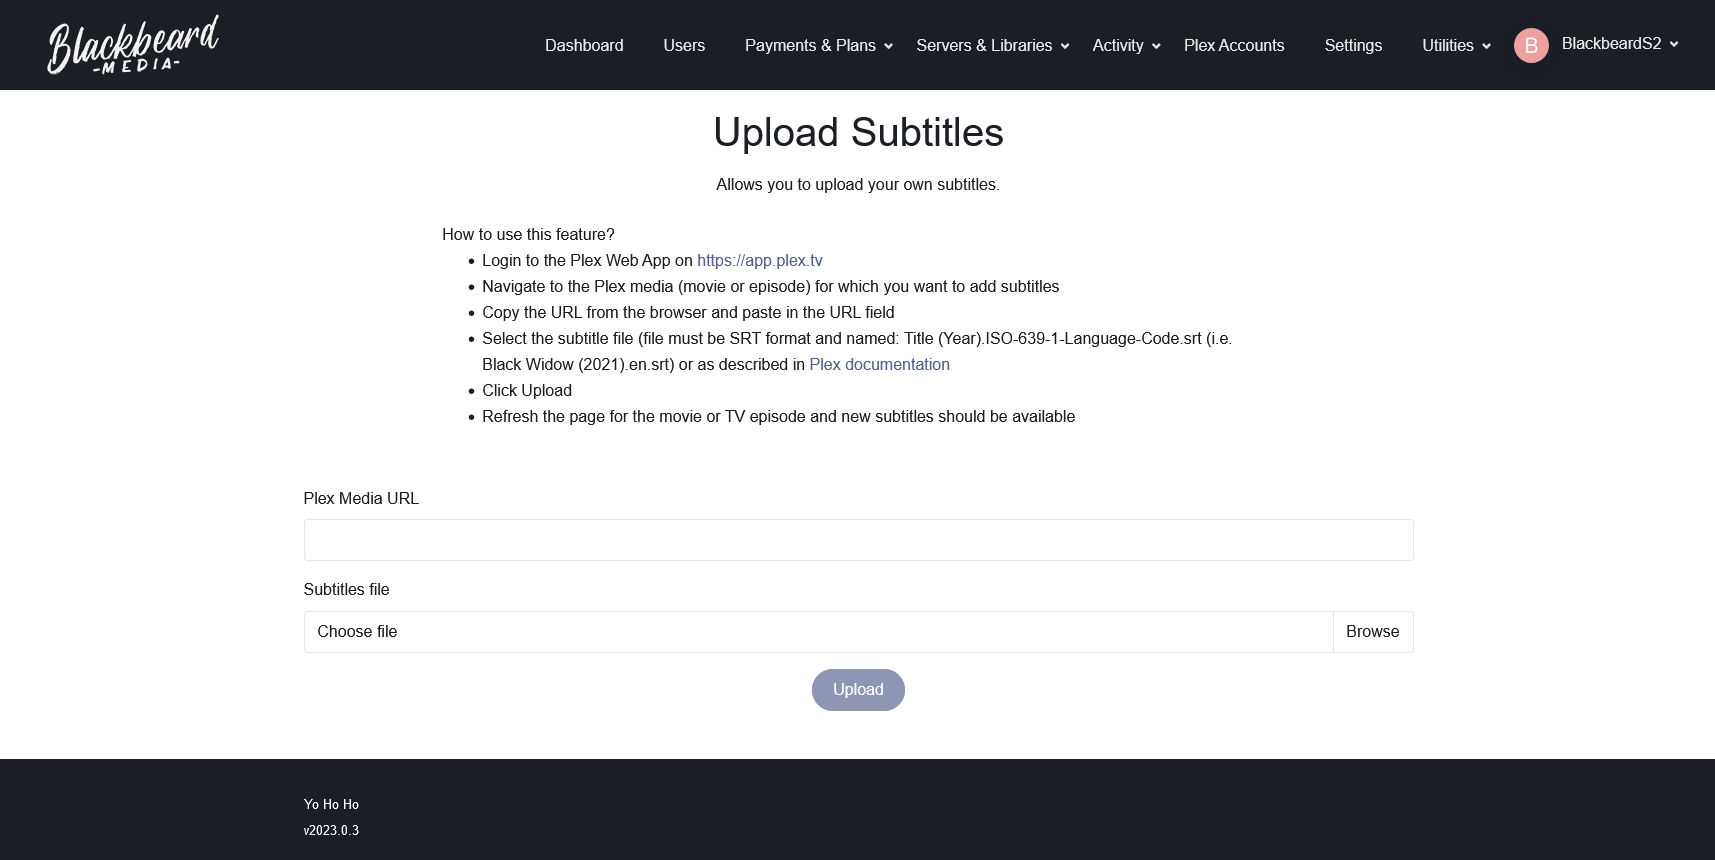 Blackbeard
-MEDIA-
Dashboard
Users
Payments & Plans
Servers & Libraries
Activity
Plex Accounts
Settings
Utilities
B
BlackbeardS2
Upload Subtitles
Allows you to upload your own subtitles.
How to use this feature?
Login to the Plex Web App on https://app.plex.tv
Navigate to the Plex media (movie or episode) for which you want to add subtitles
Copy the URL from the browser and paste in the URL field
Select the subtitle file (file must be SRT format and named: Title (Year).ISO-639-1-Language-Code.srt (i.e.
Black Widow (2021).en.srt) or as described in Plex documentation
Click Upload
Refresh the page for the movie or TV episode and new subtitles should be available
Plex Media URL
Subtitles file
Choose file
Browse
Upload
Yo Ho Ho
v2023.0.3